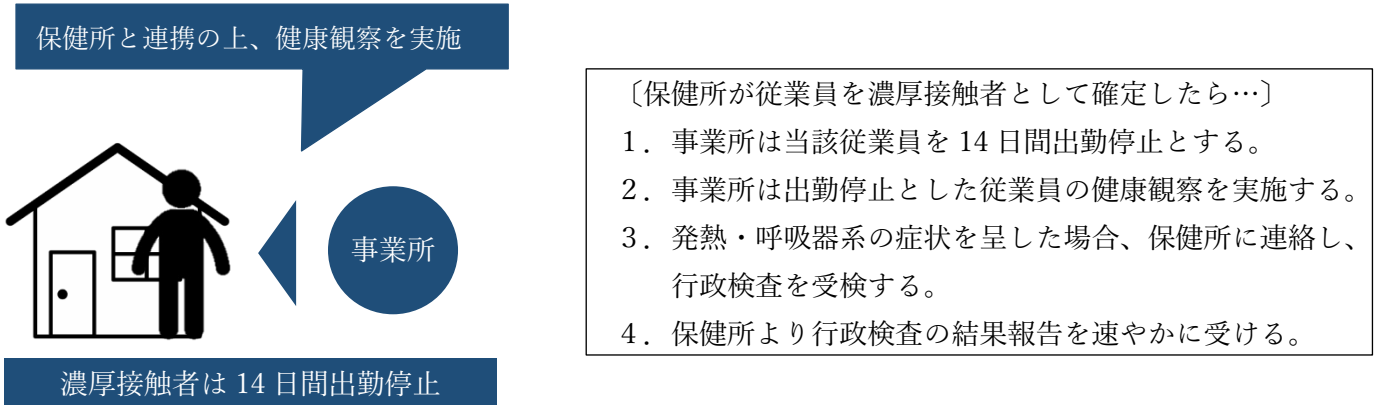 保健所と連携の上、健康観察を実施
事業所
濃厚接触者は 14 日間出勤停止
〔保健所が従業員を濃厚接触者として確定したら…〕
１．事業所は当該従業員を 14 日間出勤停止とする。
２．事業所は出勤停止とした従業員の健康観察を実施する。
３．発熱・呼吸器系の症状を呈した場合、保健所に連絡し、
行政検査を受検する。
４．保健所より行政検査の結果報告を速やかに受ける。